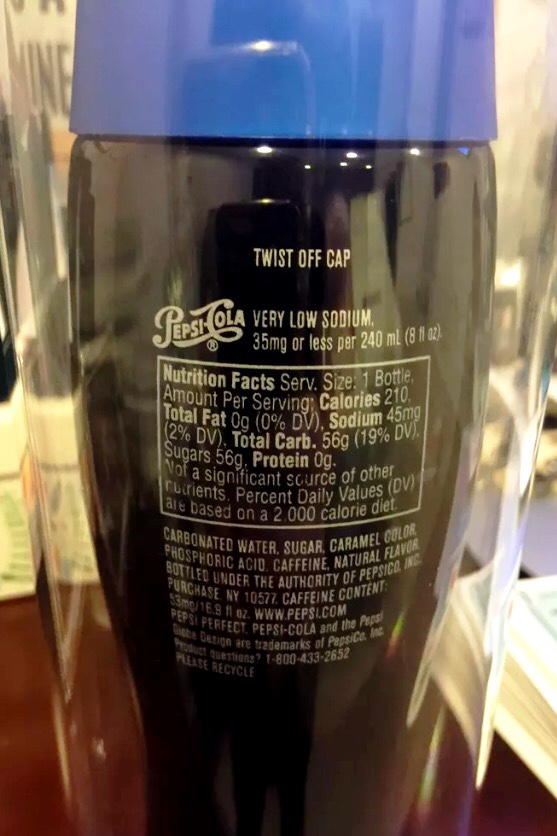 TWIST OFF CAP
PEPSI-COLA VERY LOW SODIUM,
® 35mg or less per 240 mL (8 fl oz).
Nutrition Facts Serv. Size: 1 Bottle,
Amount Per Serving: Calories 210,
Total Fat 0g (0% DV), Sodium 45mg
(2% DV), Total Carb. 56g (19% DV),
Sugars 56g, Protein 0g.
Not a significant source of other
nutrients. Percent Daily Values (DV)
are based on a 2,000 calorie diet.
CARBONATED WATER, SUGAR, CARAMEL COLOR,
PHOSPHORIC ACID, CAFFEINE, NATURAL FLAVOR.
BOTTLED UNDER THE AUTHORITY OF PEPSICO, INC.
PURCHASE, NY 10577. CAFFEINE CONTENT:
53mg/16.9 fl oz. WWW.PEPSI.COM
PEPSI PERFECT, PEPSI-COLA and the Pepsi
Globe Design are trademarks of PepsiCo, Inc.
Product questions? 1-800-433-2652
PLEASE RECYCLE